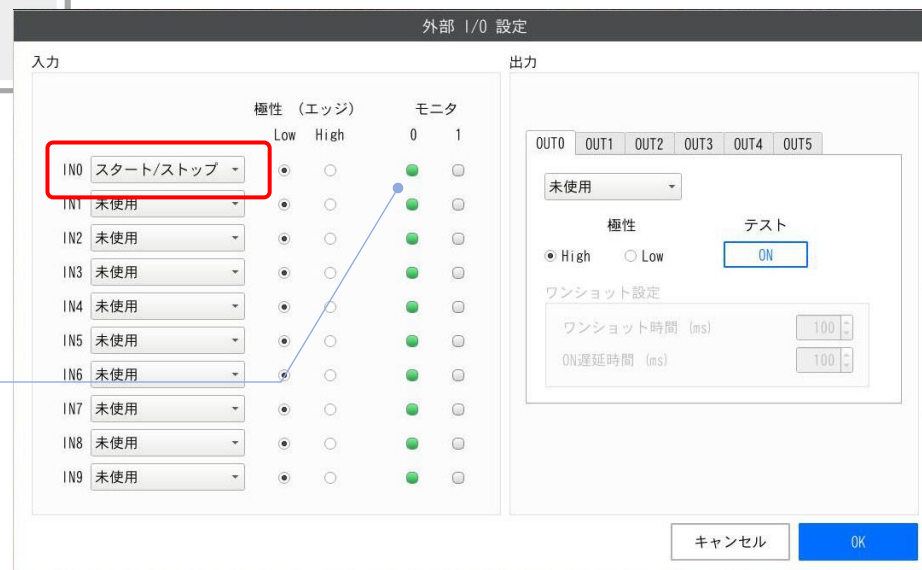 外部 I/O 設定
入力
極性 (エッジ) モニタ
Low High 0 1
IN0 スタート/ストップ
IN1 未使用
IN2 未使用
IN3 未使用
IN4 未使用
IN5 未使用
IN6 未使用
IN7 未使用
IN8 未使用
IN9 未使用
出力
OUT0 OUT1 OUT2 OUT3 OUT4 OUT5
未使用
極性 テスト
High Low ON
ワンショット設定
ワンショット時間 (ms) 100
ON遅延時間 (ms) 100
キャンセル OK